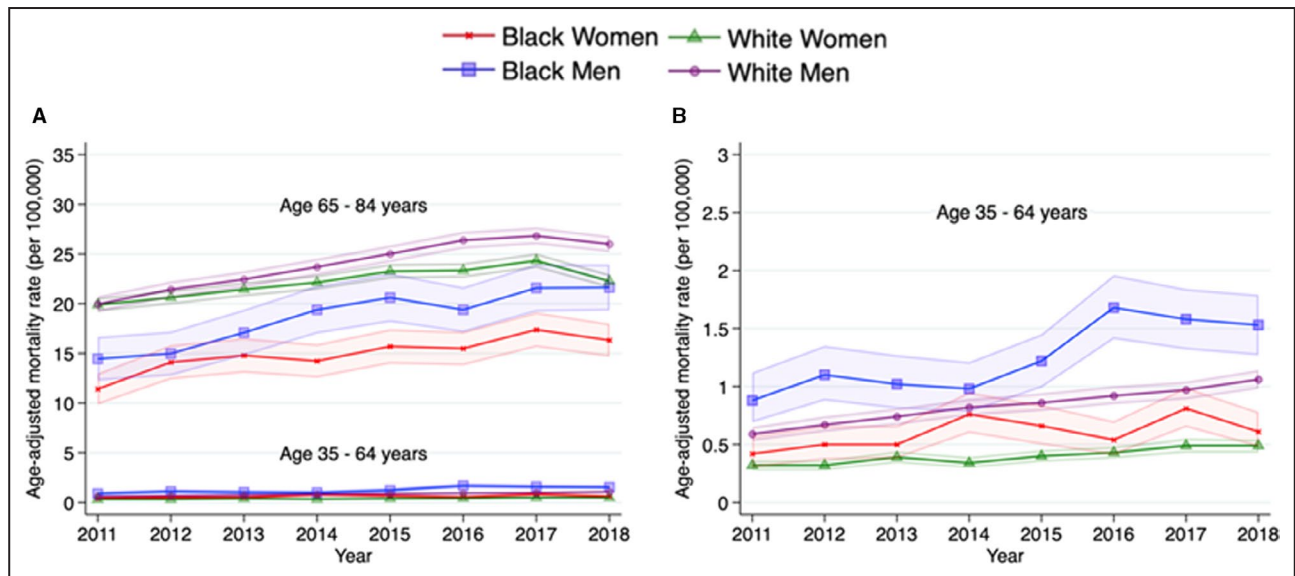 Black Women White Women
Black Men White Men
A
Age-adjusted mortality rate (per 100,000)
35
30
25
20
15
10
5
0
Age 65 - 84 years
Age 35 - 64 years
2011 2012 2013 2014 2015 2016 2017 2018
Year
B
Age-adjusted mortality rate (per 100,000)
3
2.5
2
1.5
1
0.5
0
Age 35 - 64 years
2011 2012 2013 2014 2015 2016 2017 2018
Year